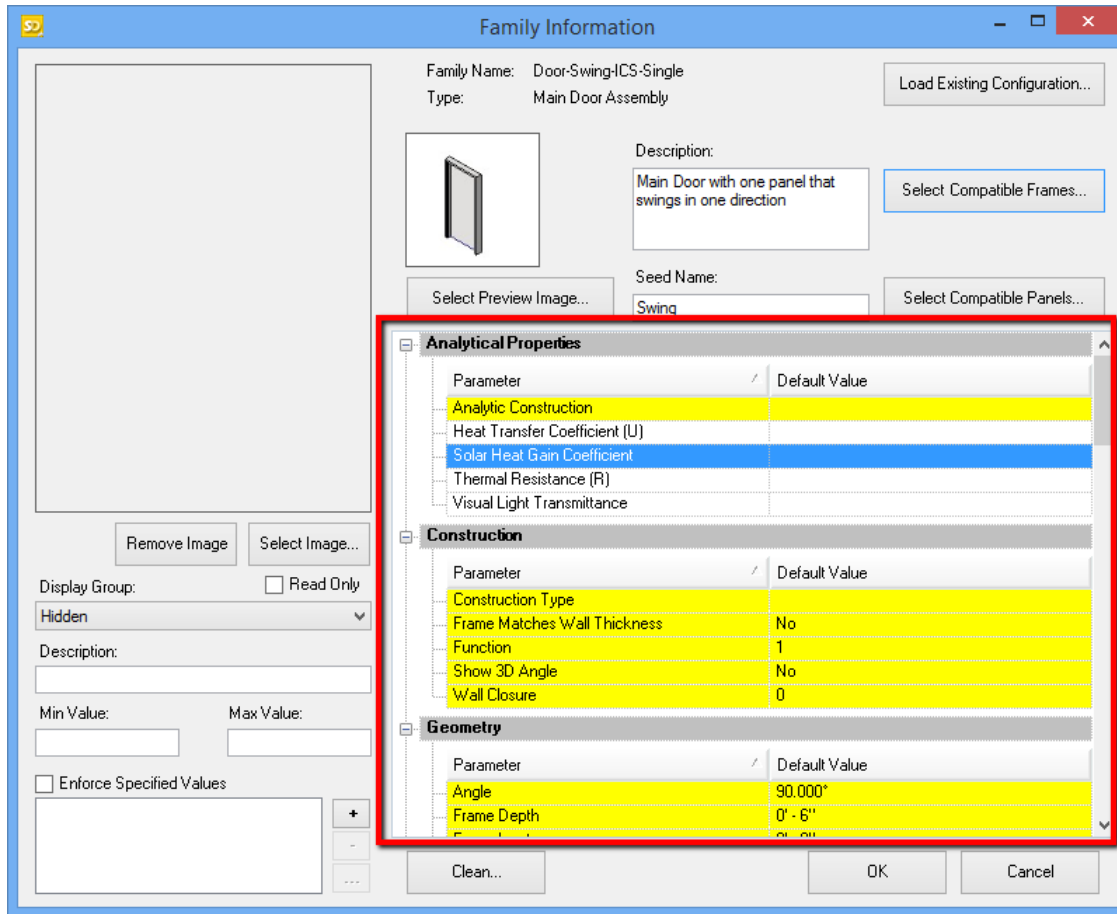 SD
Family Information
Family Name: Door-Swing-ICS-Single
Type: Main Door Assembly
Load Existing Configuration...
Description:
Main Door with one panel that
swings in one direction
Select Compatible Frames...
Select Preview Image...
Seed Name:
Swing
Select Compatible Panels...
Analytical Properties
Parameter Default Value
Analytic Construction
Heat Transfer Coefficient (U)
Solar Heat Gain Coefficient
Thermal Resistance (R)
Visual Light Transmittance
Construction
Parameter Default Value
Construction Type
Frame Matches Wall Thickness No
Function 1
Show 3D Angle No
Wall Closure 0
Geometry
Parameter Default Value
Angle 90.000°
Frame Depth 0' - 6"
Remove Image Select Image...
Display Group: Read Only
Hidden
Description:
Min Value: Max Value:
Enforce Specified Values
+
-
...
Clean... OK Cancel